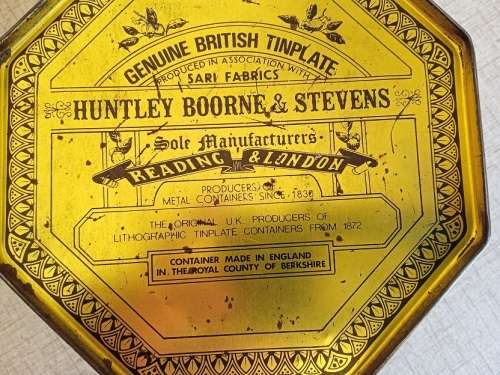 GENUINE BRITISH TINPLATE
PRODUCED IN ASSOCIATION WITH
SARI FABRICS
HUNTLEY BOORNE & STEVENS
Sole Manufacturers
READING & LONDON
PRODUCERS OF
METAL CONTAINERS SINCE 1832
THE ORIGINAL U.K. PRODUCERS OF
LITHOGRAPHIC TINPLATE CONTAINERS FROM 1872
CONTAINER MADE IN ENGLAND
IN THE ROYAL COUNTY OF BERKSHIRE